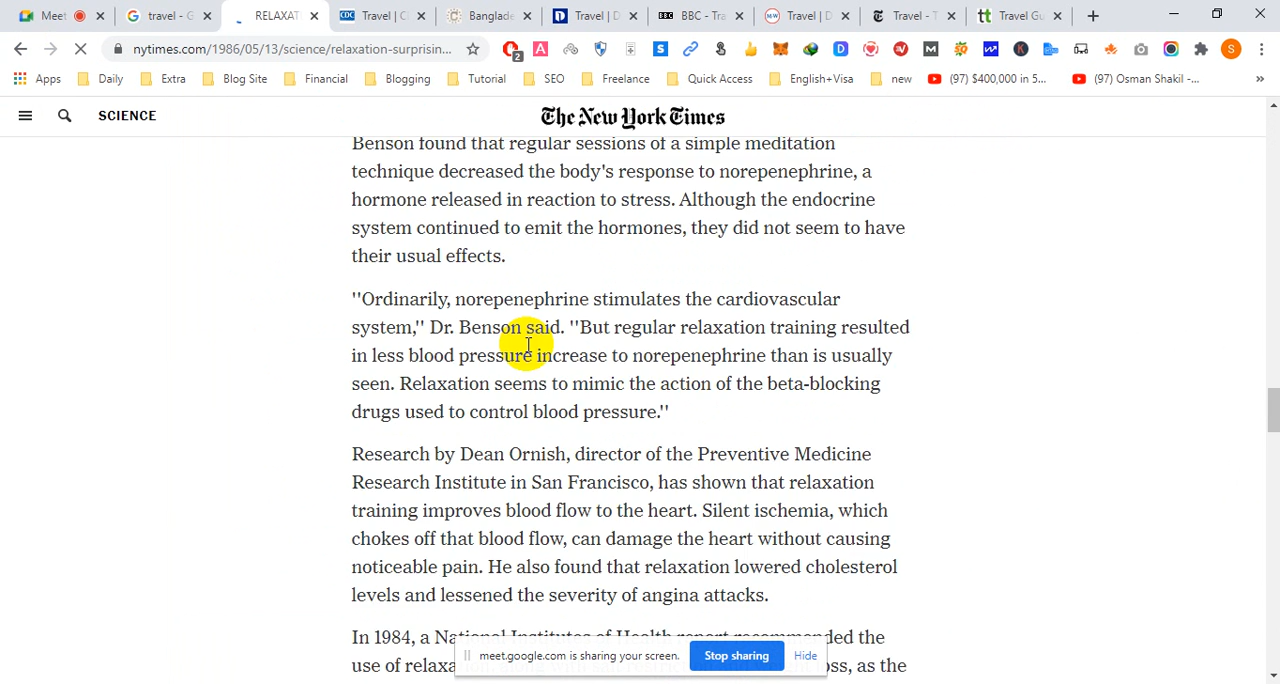 Meet
travel - G
RELAXAT
Travel | C
Banglade
Travel | D
BBC - Tra
Travel | D
Travel - T
Travel Gu
nytimes.com/1986/05/13/science/relaxation-surprisin...
Apps Daily Extra Blog Site Financial Blogging Tutorial SEO Freelance Quick Access English+Visa new (97) $400,000 in 5... (97) Osman Shakil -... »
SCIENCE
The New York Times
Benson found that regular sessions of a simple meditation
technique decreased the body's response to norepenephrine, a
hormone released in reaction to stress. Although the endocrine
system continued to emit the hormones, they did not seem to have
their usual effects.
''Ordinarily, norepenephrine stimulates the cardiovascular
system,'' Dr. Benson said. ''But regular relaxation training resulted
in less blood pressure increase to norepenephrine than is usually
seen. Relaxation seems to mimic the action of the beta-blocking
drugs used to control blood pressure.''
Research by Dean Ornish, director of the Preventive Medicine
Research Institute in San Francisco, has shown that relaxation
training improves blood flow to the heart. Silent ischemia, which
chokes off that blood flow, can damage the heart without causing
noticeable pain. He also found that relaxation lowered cholesterol
levels and lessened the severity of angina attacks.
In 1984, a National Institutes of Health report recommended the
use of relaxa oss, as the
meet.google.com is sharing your screen. Stop sharing Hide